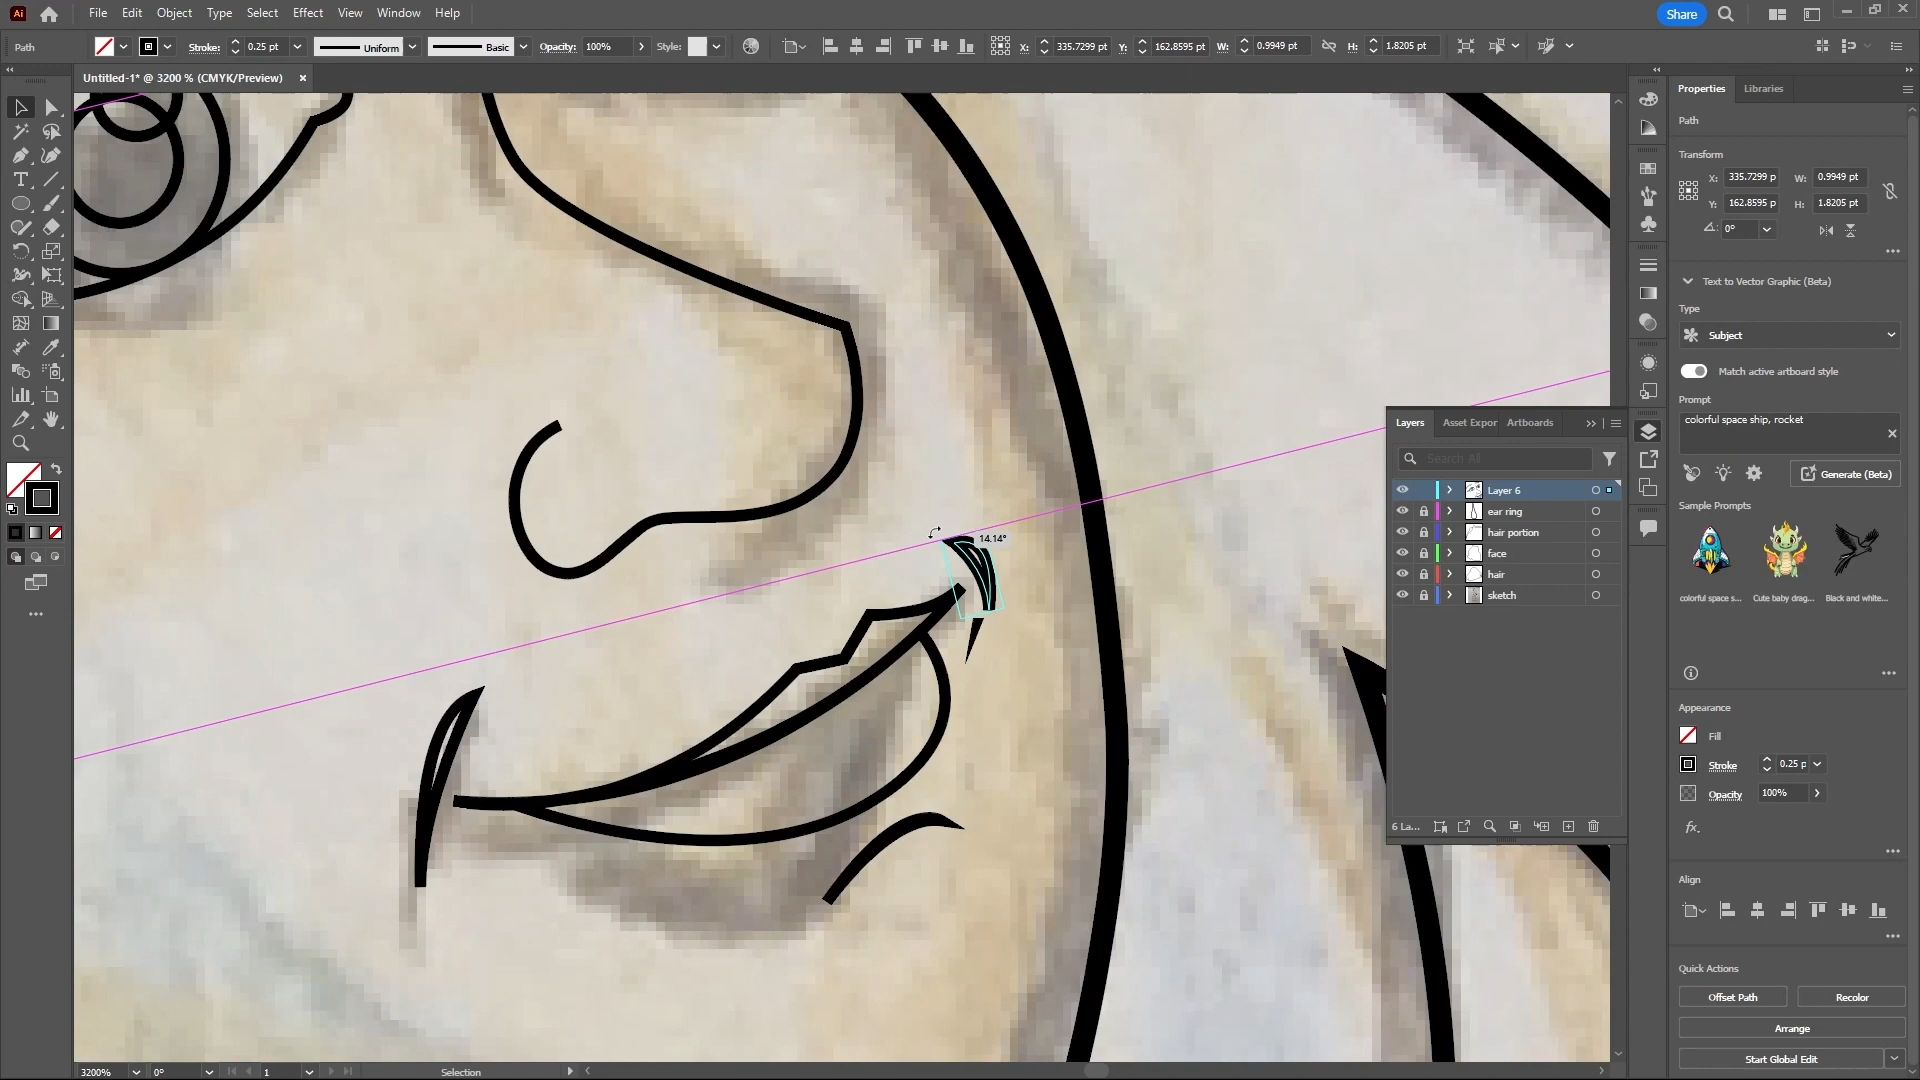 Ai File Edit Object Type Select Effect View Window Help Share
Path Stroke: 0.25 pt Uniform Basic Opacity: 100% Style: X: 335.7299 pt Y: 162.8595 pt W: 0.9949 pt H: 1.8205 pt
Untitled-1* @ 3200 % (CMYK/Preview) ×
14.14°
Layers Asset Expor Artboards
Search All
Layer 6
ear ring
hair portion
face
hair
sketch
6 La...
Properties Libraries
Path
Transform
X: 335.7299 p W: 0.9949 pt
Y: 162.8595 p H: 1.8205 pt
0°
Text to Vector Graphic (Beta)
Type
Subject
Match active artboard style
Prompt
colorful space ship, rocket
Generate (Beta)
Sample Prompts
colorful space s... Cute baby drag... Black and white...
Appearance
Fill
Stroke 0.25 p
Opacity 100%
fx.
Align
Quick Actions
Offset Path Recolor
Arrange
Start Global Edit
3200% 0° 1 Selection